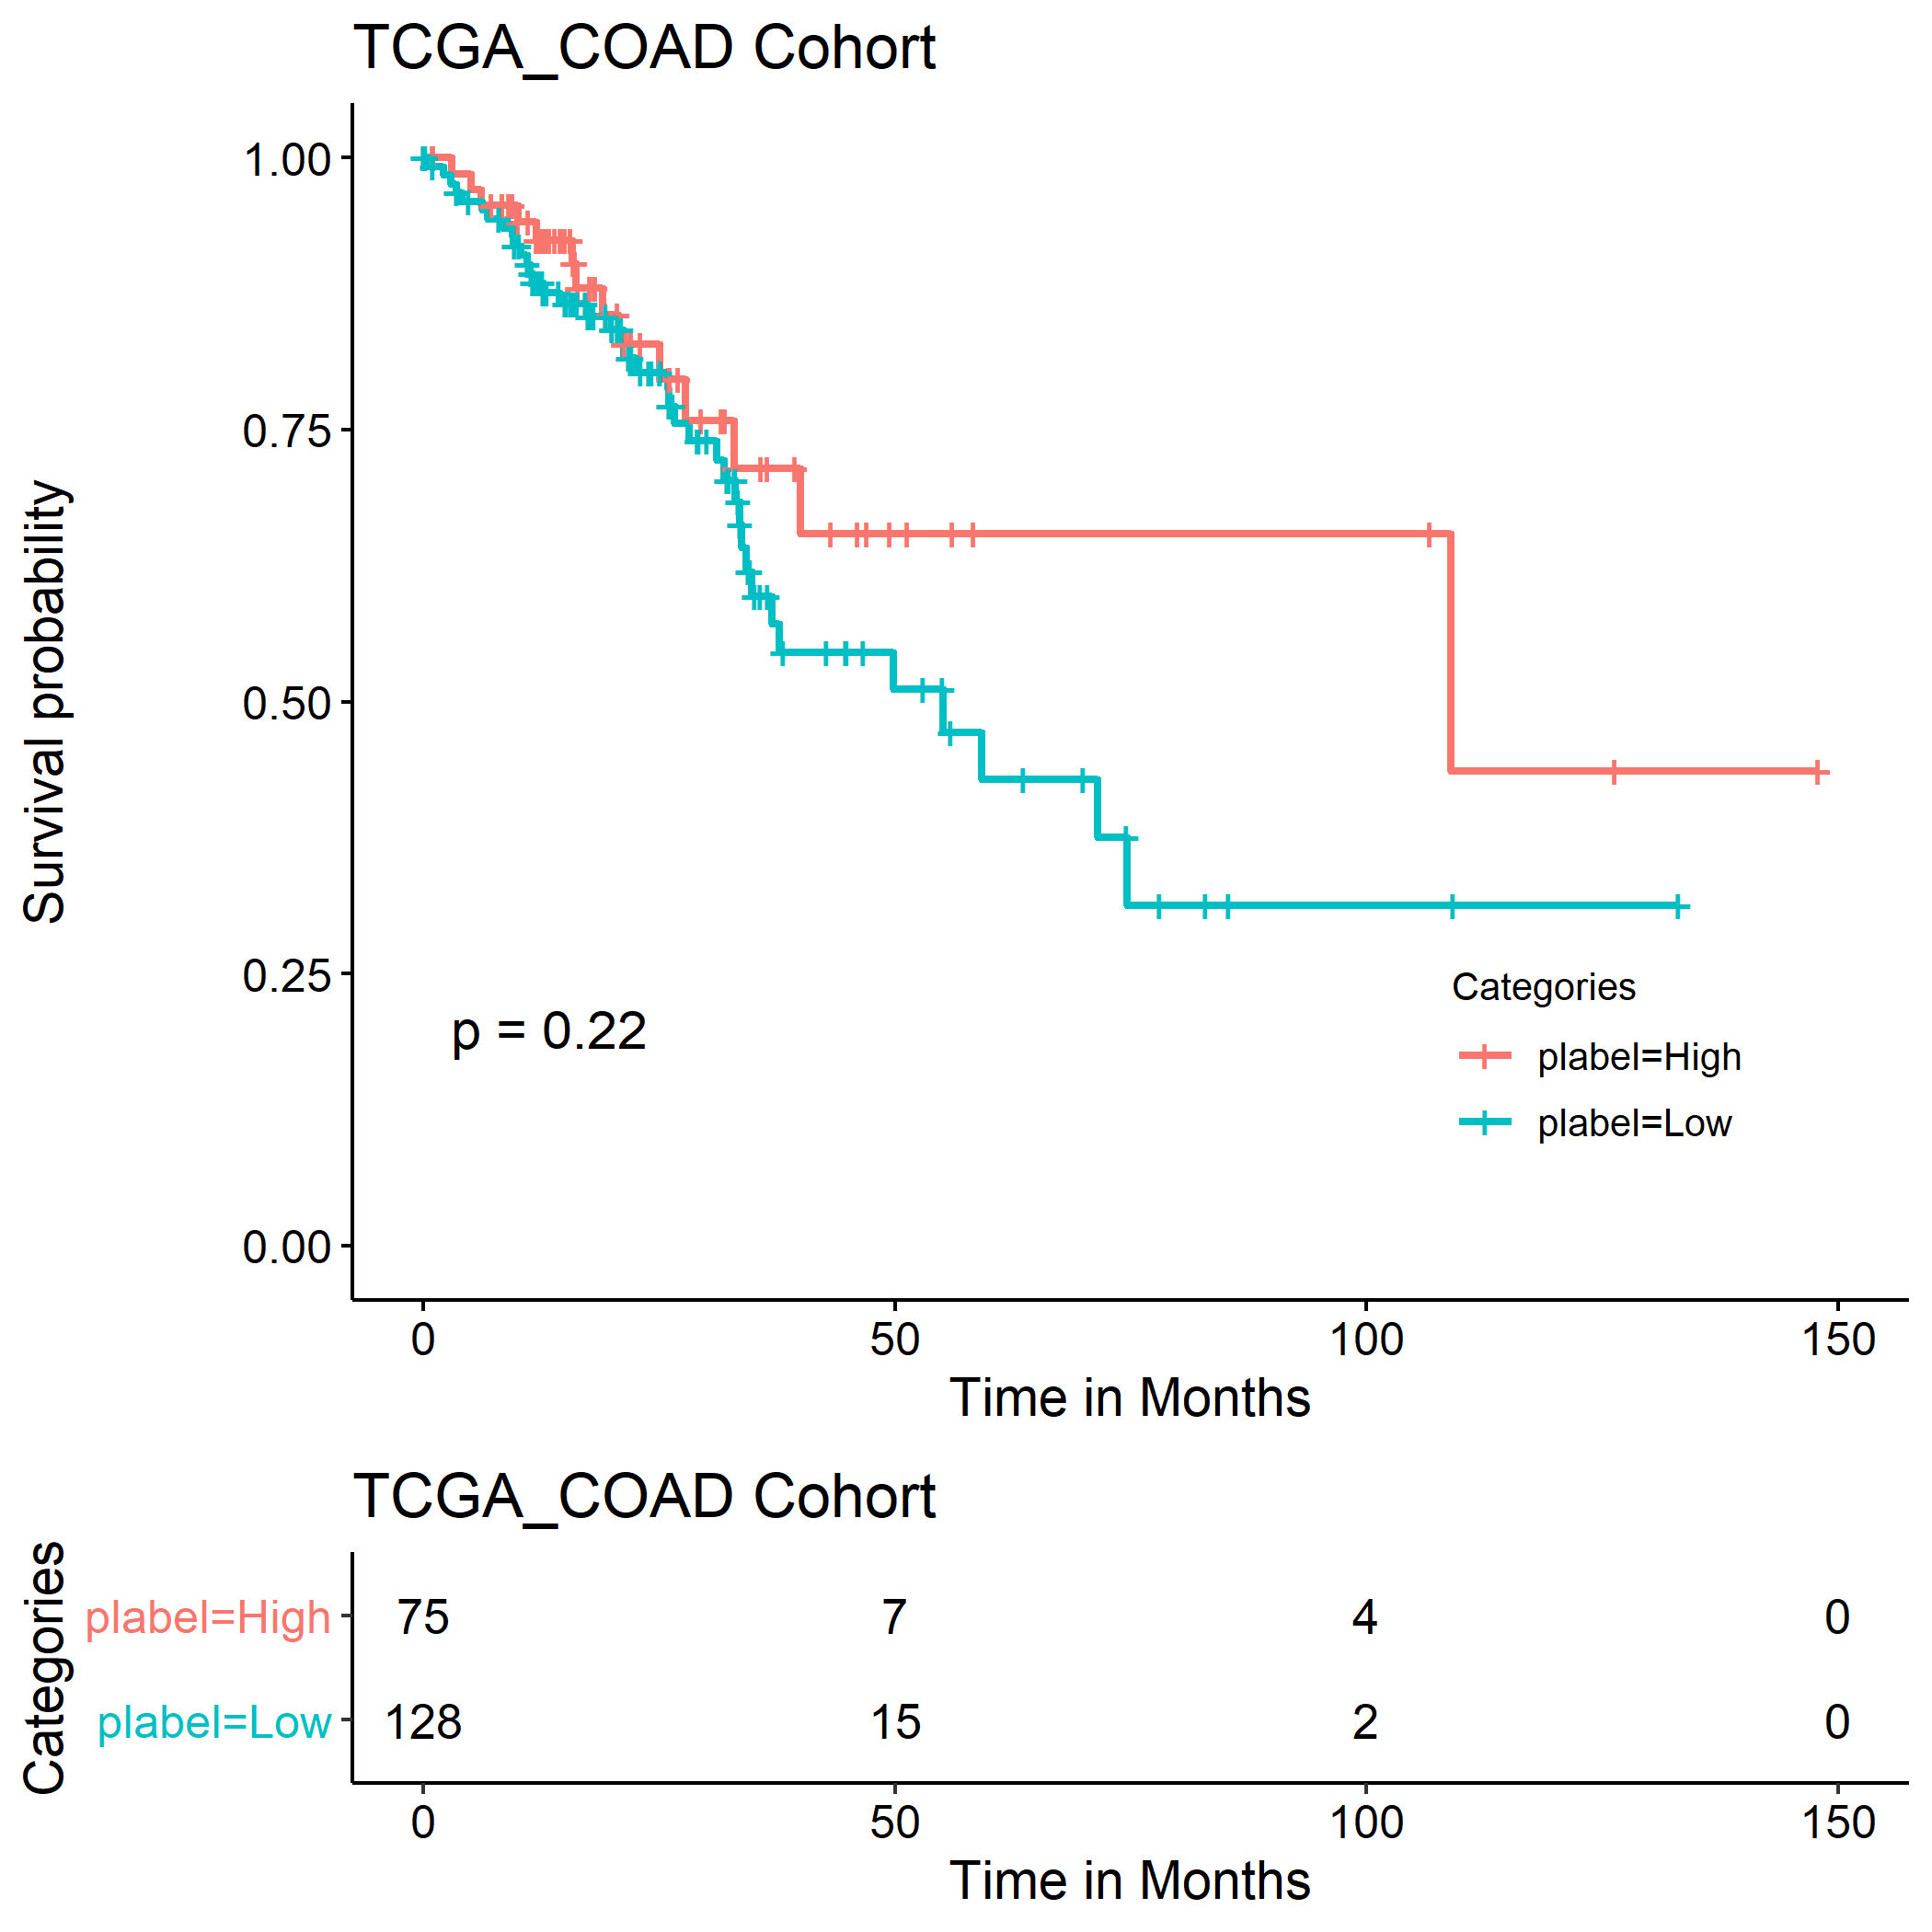 TCGA_COAD Cohort
Survival probability
1.00
0.75
0.50
0.25
0.00
p = 0.22
Categories
plabel=High
plabel=Low
0 50 100 150
Time in Months
TCGA_COAD Cohort
Categories
plabel=High 75 7 4 0
plabel=Low 128 15 2 0
0 50 100 150
Time in Months